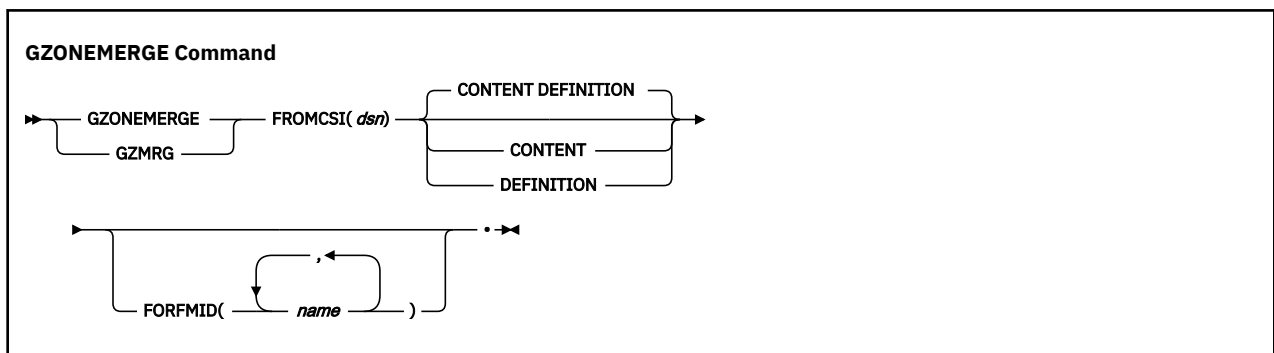 GZONEMERGE Command
CONTENT DEFINITION
GZONEMERGE FROMCSI( dsn)
GZMRG CONTENT
DEFINITION
.
,
FORFMID( name )